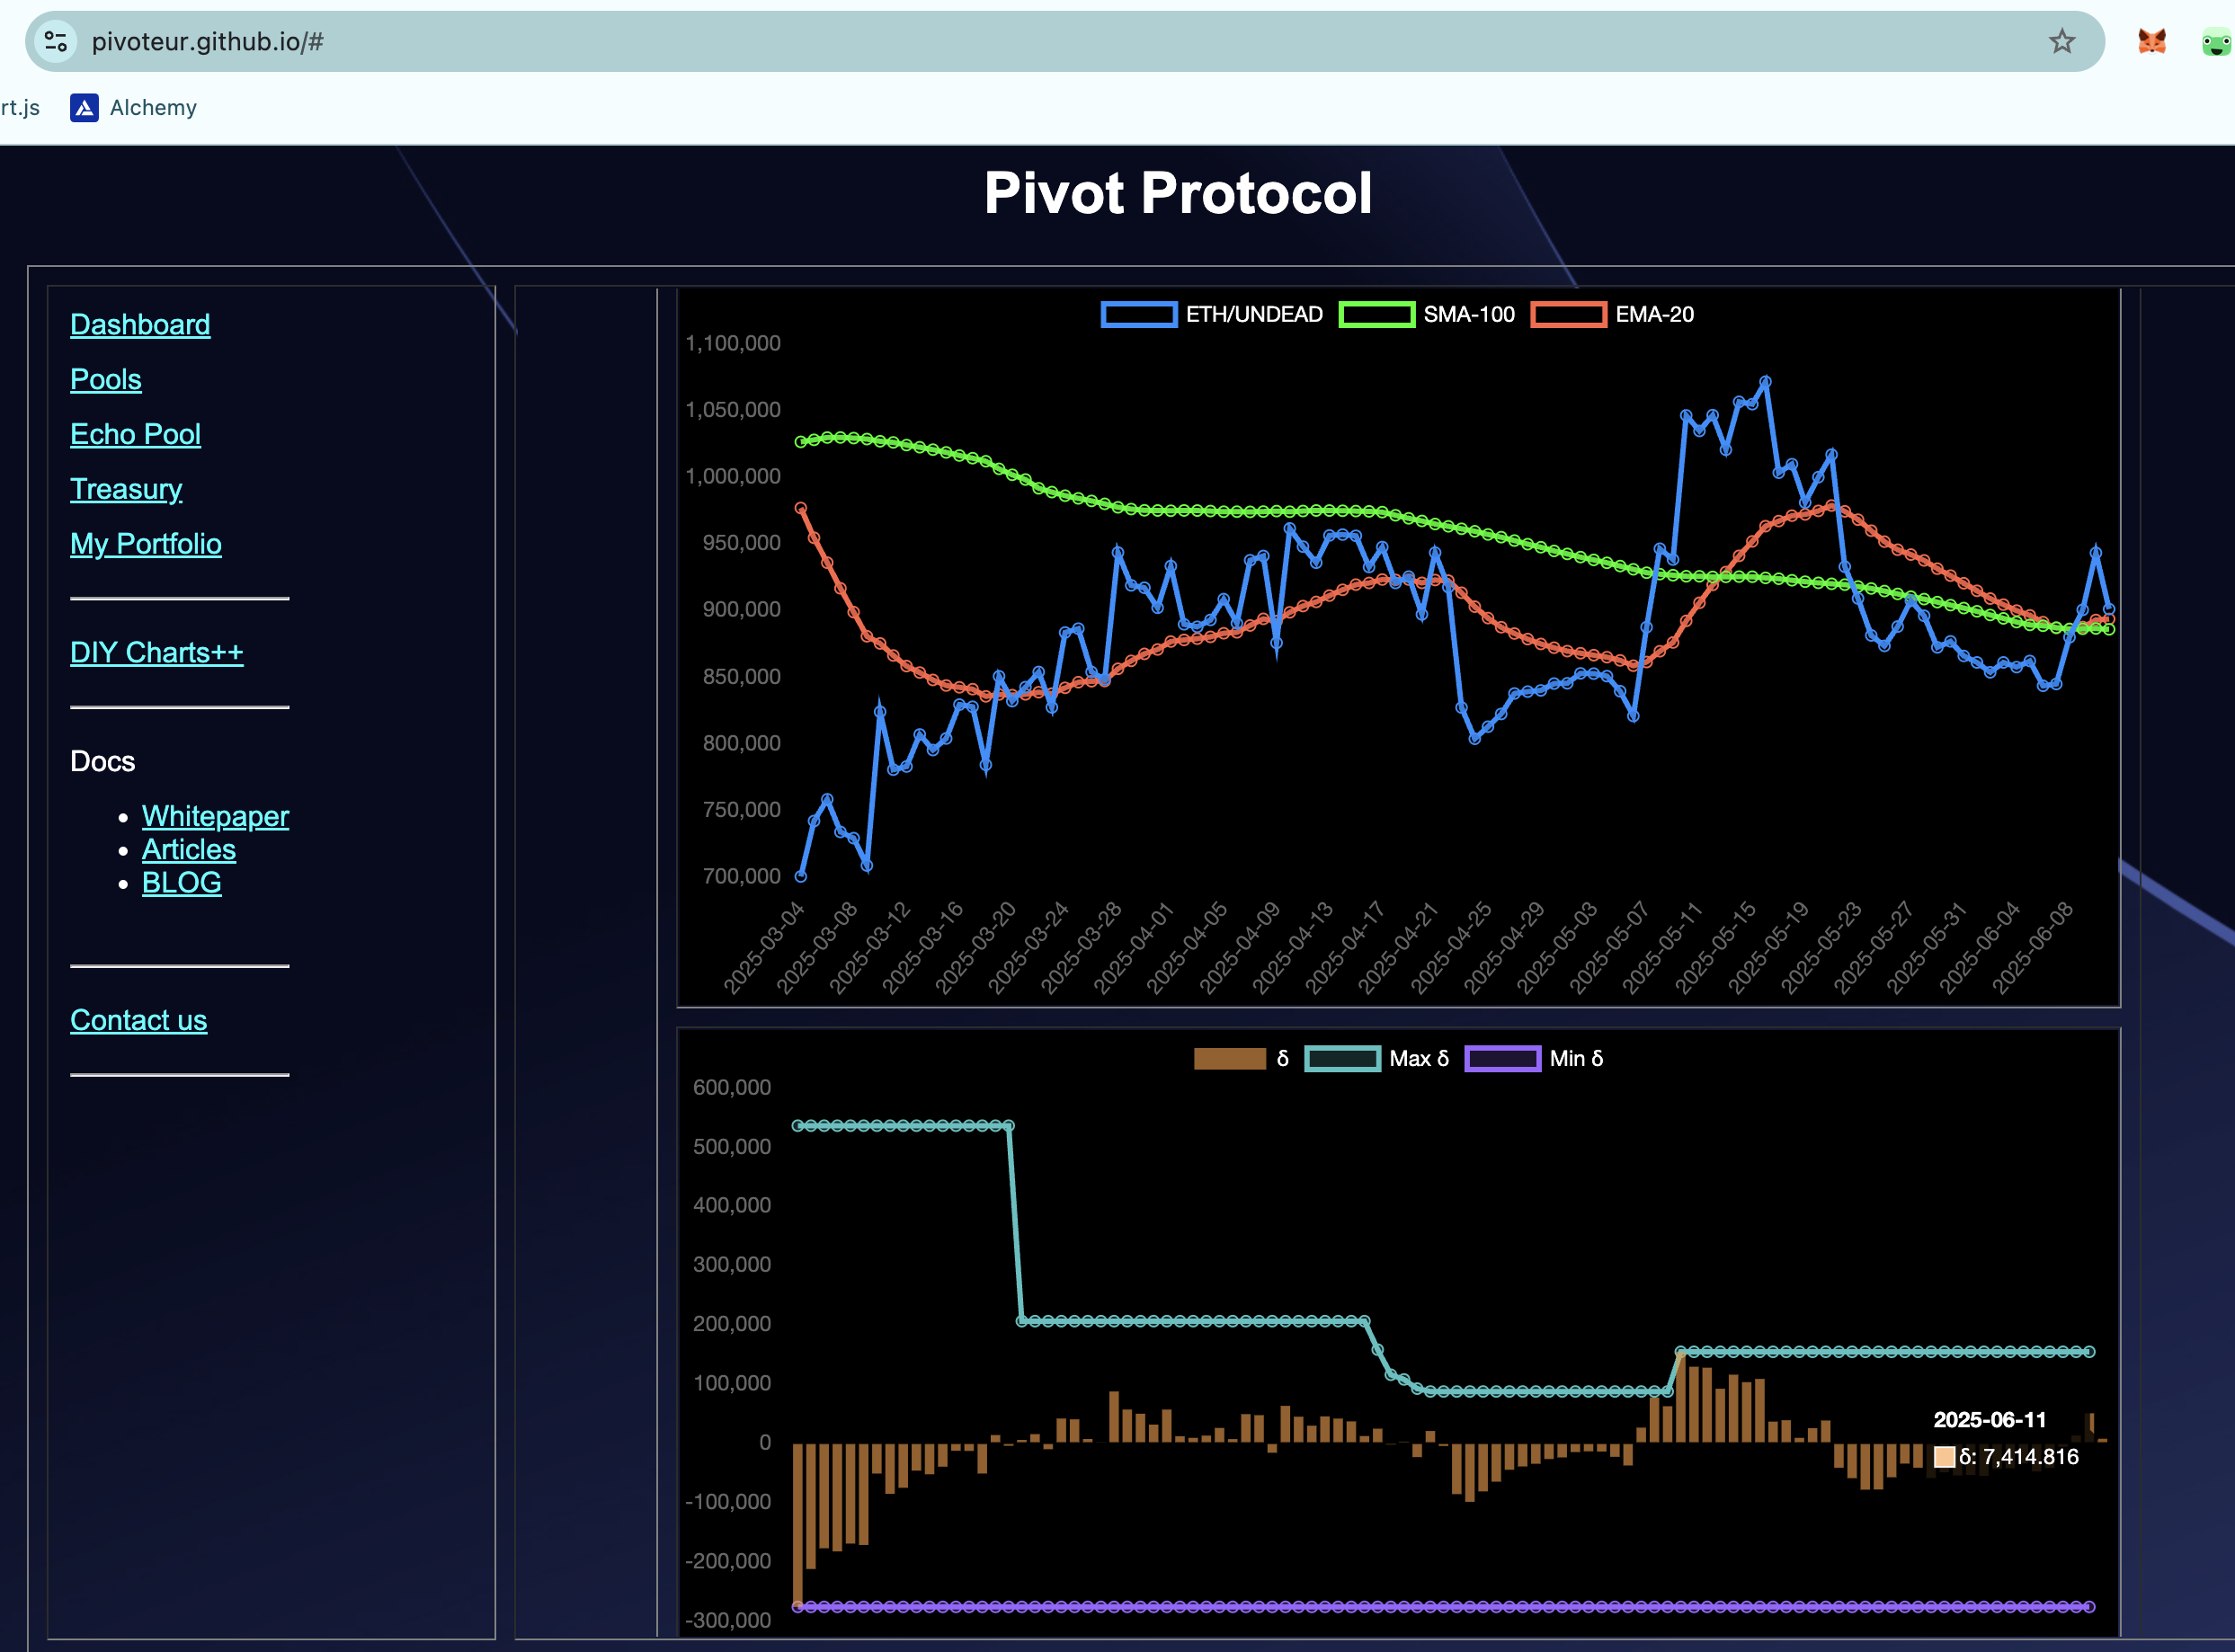 pivoteur.github.io/#
rt.js Alchemy
Pivot Protocol
Dashboard
Pools
Echo Pool
Treasury
My Portfolio
DIY Charts++
Docs
Whitepaper
Articles
BLOG
Contact us
ETH/UNDEAD SMA-100 EMA-20
1,100,000
1,050,000
1,000,000
950,000
900,000
850,000
800,000
750,000
700,000
2025-03-04 2025-03-08 2025-03-12 2025-03-16 2025-03-20 2025-03-24 2025-03-28 2025-04-01 2025-04-05 2025-04-09 2025-04-13 2025-04-17 2025-04-21 2025-04-25 2025-04-29 2025-05-03 2025-05-07 2025-05-11 2025-05-15 2025-05-19 2025-05-23 2025-05-27 2025-05-31 2025-06-04 2025-06-08
δ Max δ Min δ
600,000
500,000
400,000
300,000
200,000
100,000
0
-100,000
-200,000
-300,000
2025-06-11
δ: 7,414.816